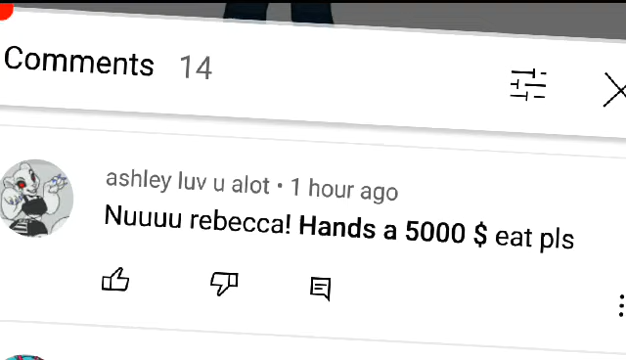 Comments 14
ashley luv u alot • 1 hour ago
Nuuuu rebecca! Hands a 5000 $ eat pls